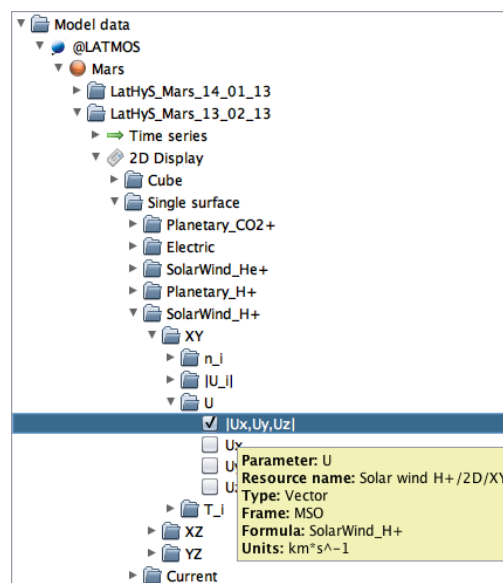 Model data
@LATMOS
Mars
LatHyS_Mars_14_01_13
LatHyS_Mars_13_02_13
Time series
2D Display
Cube
Single surface
Planetary_CO2+
Electric
SolarWind_He+
Planetary_H+
SolarWind_H+
XY
n_i
|U_i|
U
|Ux,Uy,Uz|
Ux
Parameter: U
Resource name: Solar wind H+/2D/XY
Type: Vector
Frame: MSO
Formula: SolarWind_H+
Units: km*s^-1
T_i
XZ
YZ
Current